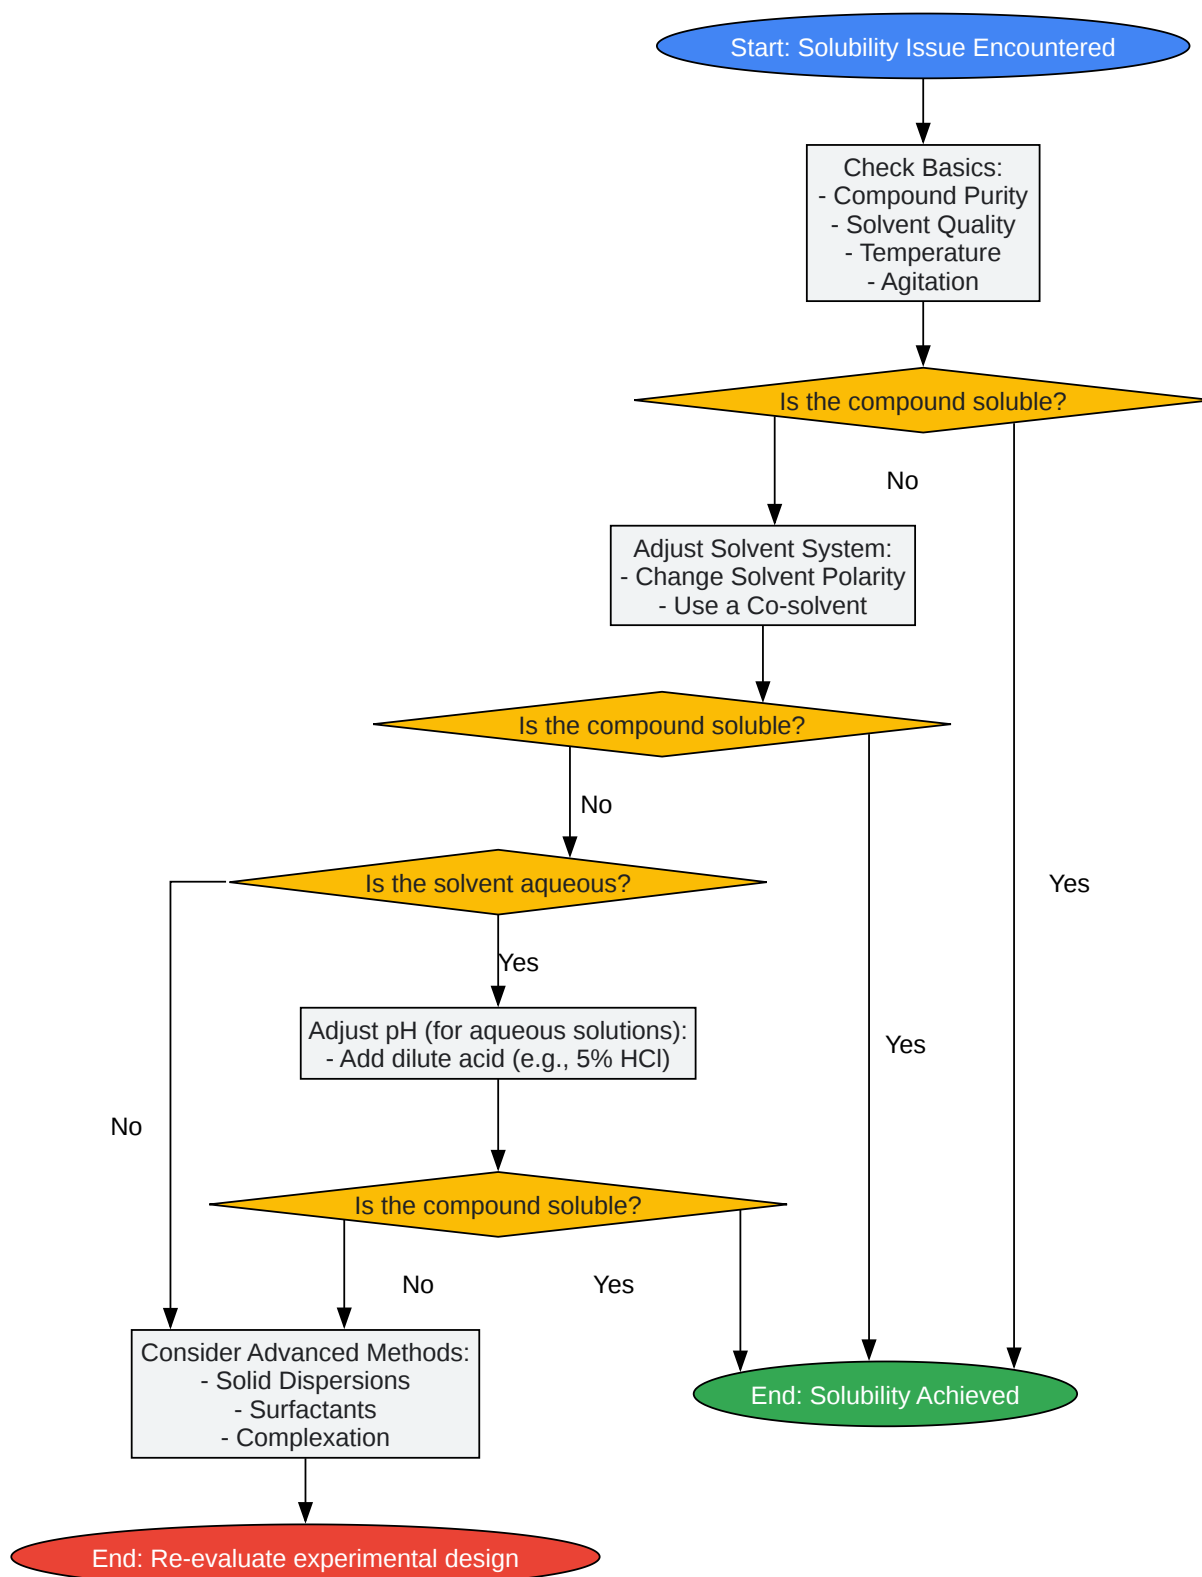 Start: Solubility Issue Encountered
Check Basics:
- Compound Purity
- Solvent Quality
- Temperature
- Agitation
Is the compound soluble?
No
Adjust Solvent System:
- Change Solvent Polarity
- Use a Co-solvent
Is the compound soluble?
No
Is the solvent aqueous?
Yes
Yes
Adjust pH (for aqueous solutions):
- Add dilute acid (e.g., 5% HCl)
Yes
No
Is the compound soluble?
No
Yes
Consider Advanced Methods:
- Solid Dispersions
- Surfactants
- Complexation
End: Solubility Achieved
End: Re-evaluate experimental design